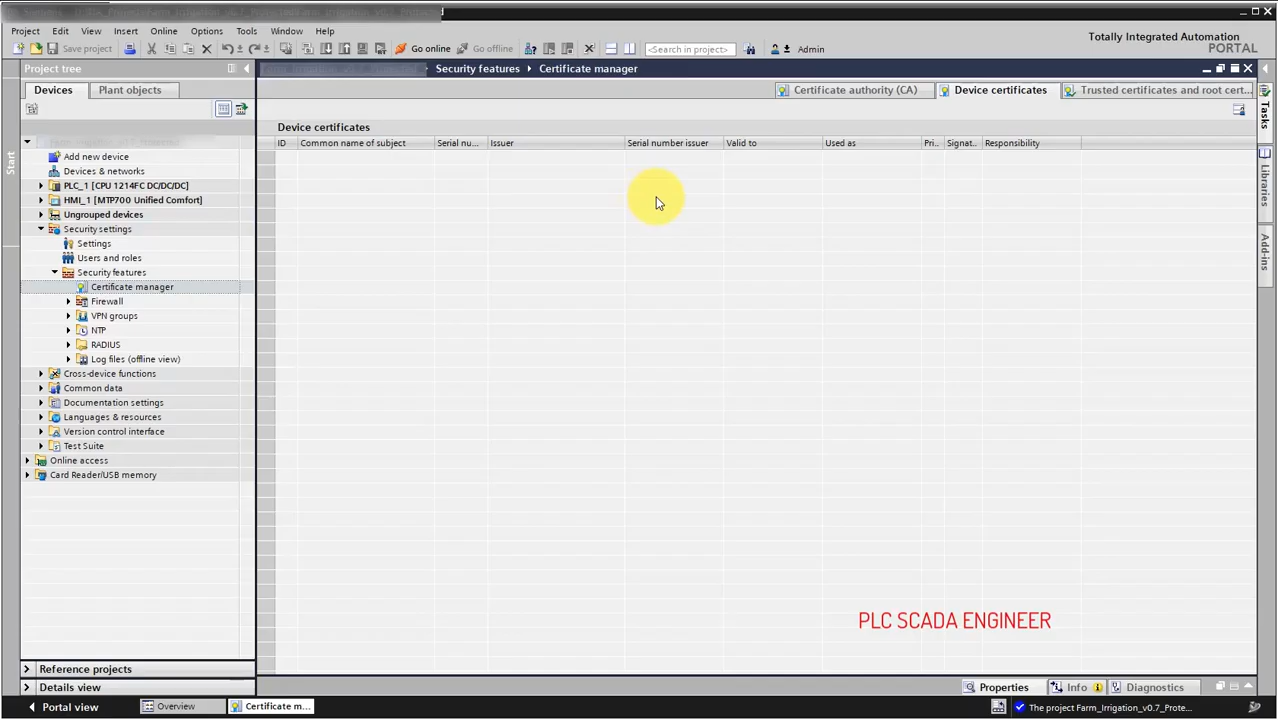 Project Edit View Insert Online Options Window Help
Totally Integrated Automation
PORTAL
Save project
Go online
Go offline
<Search in project>
Admin
Project tree
Security features
Certificate manager
Devices
Plant objects
Certificate authority (CA)
Device certificates
Trusted certificates and root cert...
Start
Tasks
Libraries
Add-ins
Device certificates
ID Common name of subject Serial nu... Issuer Serial number issuer Valid to Used as Pri... Signat... Responsibility
Add new device
Devices & networks
PLC_1 [CPU 1214FC DC/DC/DC]
HMI_1 [MTP700 Unified Comfort]
Ungrouped devices
Security settings
Settings
Users and roles
Security features
Certificate manager
Firewall
VPN groups
NTP
RADIUS
Log files (offline view)
Cross-device functions
Common data
Documentation settings
Languages & resources
Version control interface
Test Suite
Online access
Card Reader/USB memory
PLC SCADA ENGINEER
Reference projects
Details view
Properties
Info
Diagnostics
Portal view
Overview
Certificate m...
The project Farm_Irrigation_v0.7_Prote...